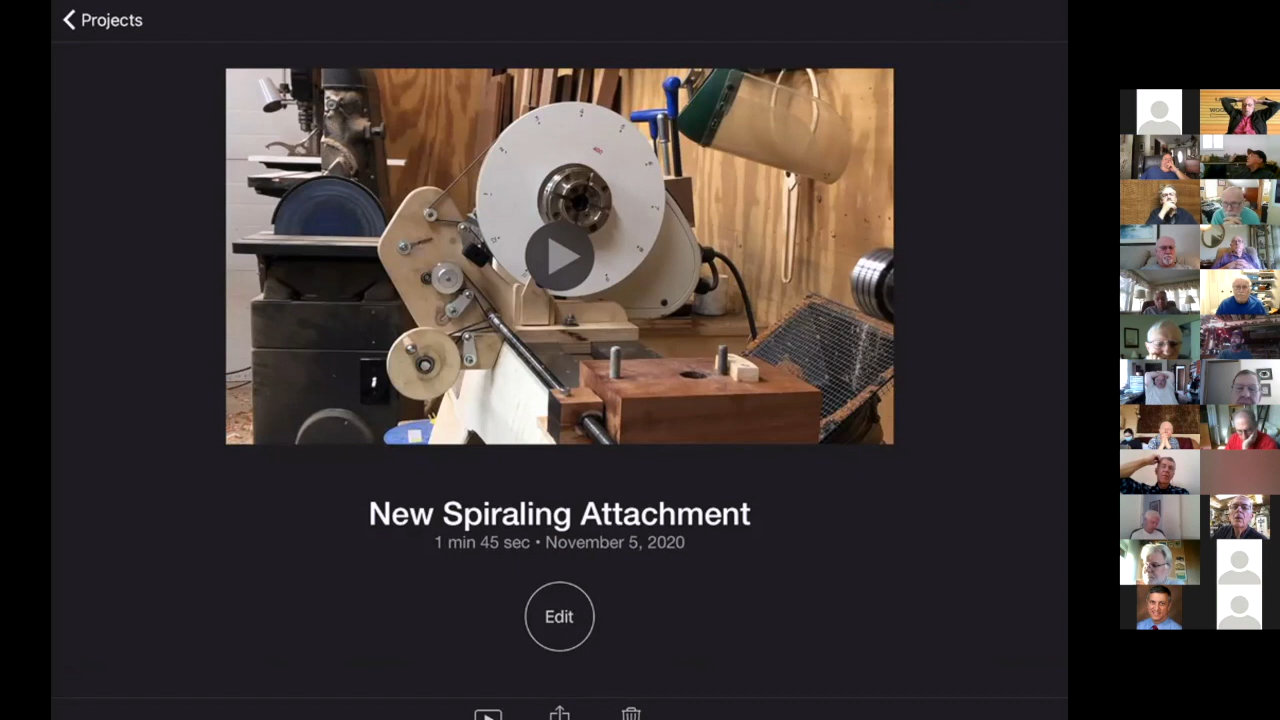 Projects
New Spiraling Attachment
1 min 45 sec • November 5, 2020
Edit